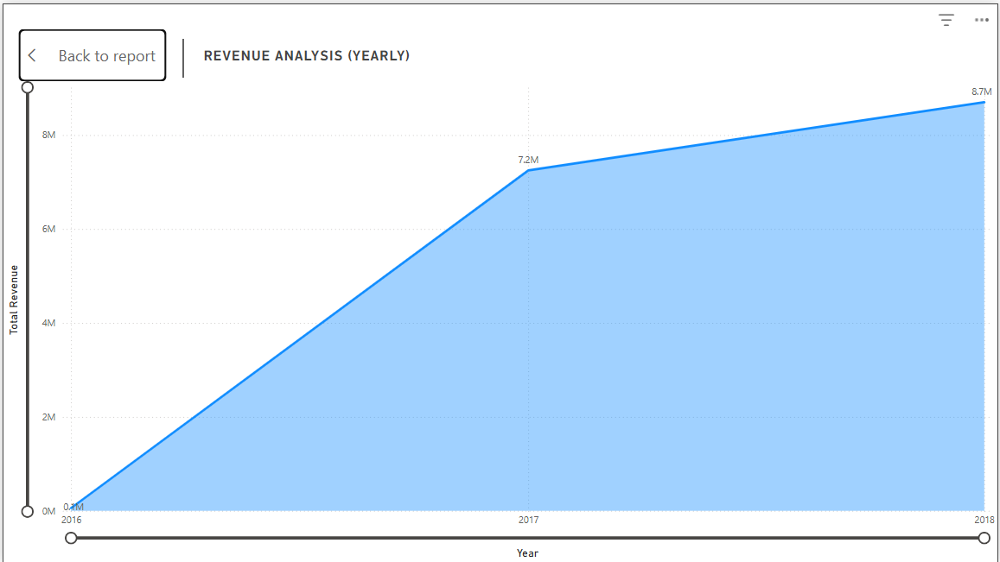 Back to report
REVENUE ANALYSIS (YEARLY)
8.7M
8M
7.2M
6M
Total Revenue
4M
2M
0.1M
0M
2016
2017
2018
Year